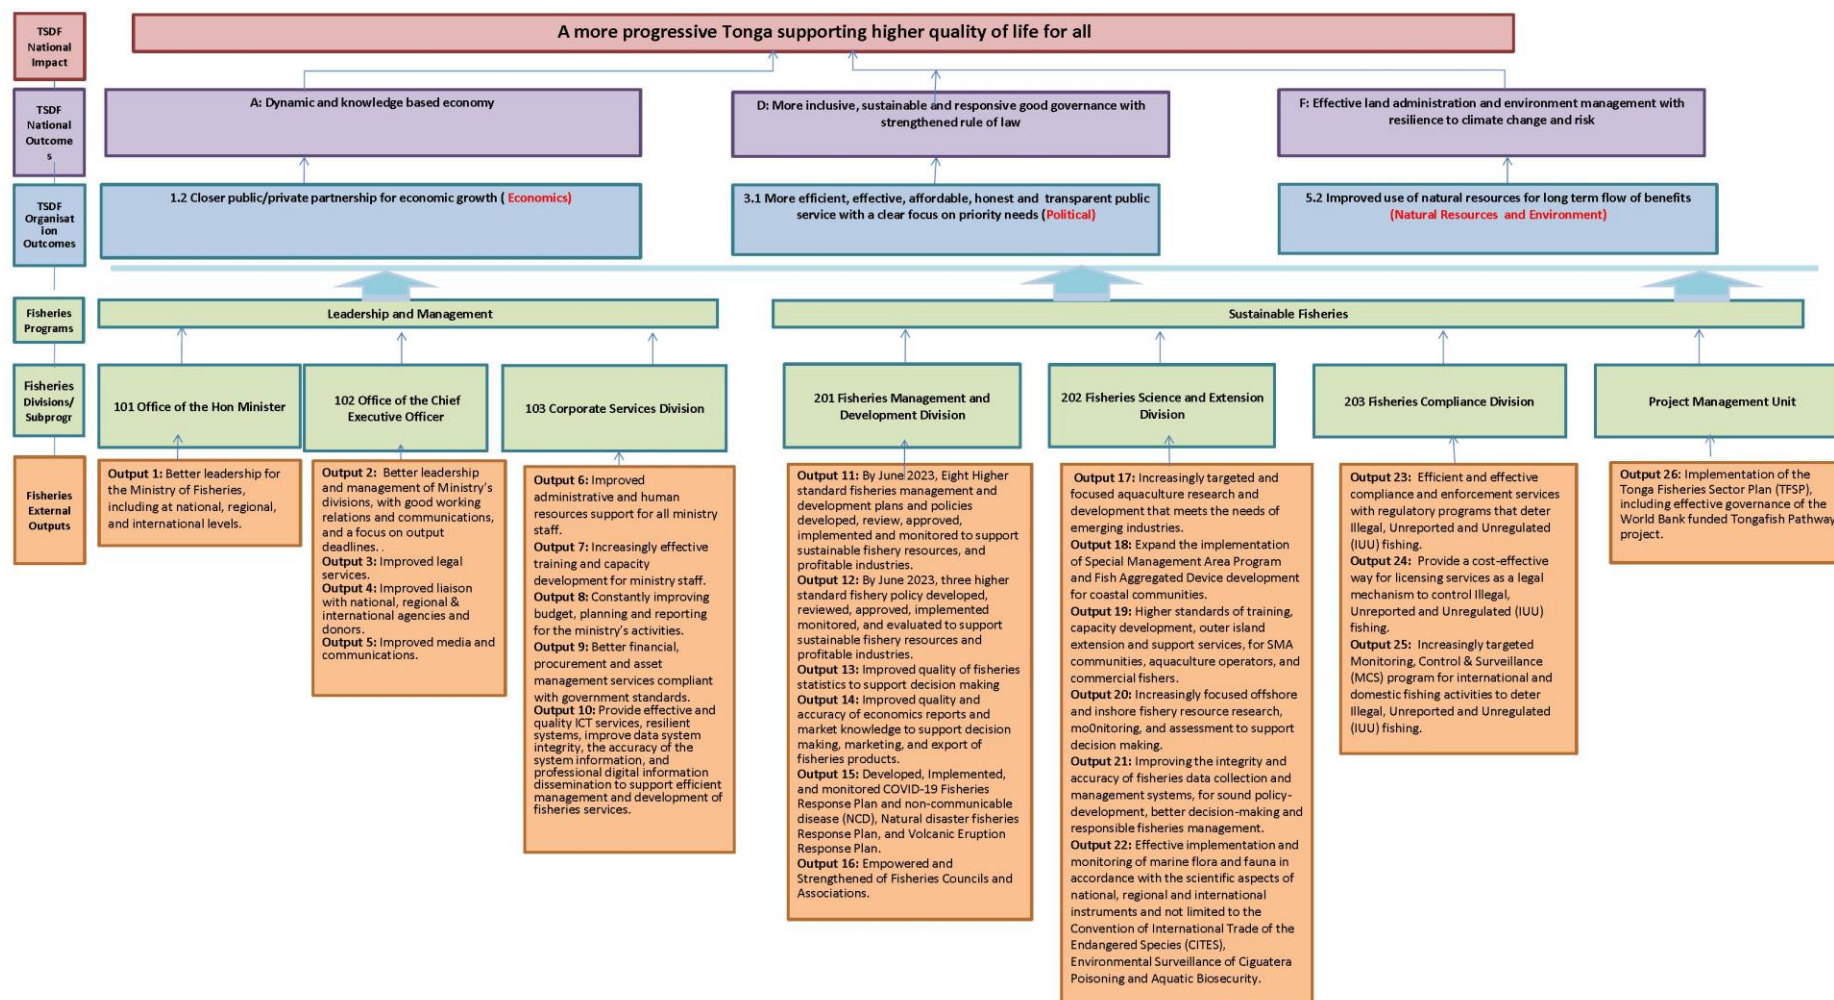 TSDF
National
Impact
A more progressive Tonga supporting higher quality of life for all
TSDF
National
Outcome
s
A: Dynamic and knowledge based economy
D: More inclusive, sustainable and responsive good governance with
strengthened rule of law
F: Effective land administration and environment management with
resilience to climate change and risk
TSDF
Organisat
ion
Outcomes
1.2 Closer public/private partnership for economic growth ( Economics)
3.1 More efficient, effective, affordable, honest and transparent public
service with a clear focus on priority needs (Political)
5.2 Improved use of natural resources for long term flow of benefits
(Natural Resources and Environment)
Fisheries
Programs
Leadership and Management
Sustainable Fisheries
Fisheries
Divisions/
Subprogr
101 Office of the Hon Minister
102 Office of the Chief
Executive Officer
103 Corporate Services Division
201 Fisheries Management and
Development Division
202 Fisheries Science and Extension
Division
203 Fisheries Compliance Division
Project Management Unit
Fisheries
External
Outputs
Output 1: Better leadership for
the Ministry of Fisheries,
including at national, regional,
and international levels.
Output 2: Better leadership
and management of Ministry's
divisions, with good working
relations and communications,
and a focus on output
deadlines. .
Output 3: Improved legal
services.
Output 4: Improved liaison
with national, regional &
international agencies and
donors.
Output 5: Improved media and
communications.
Output 6: Improved
administrative and human
resources support for all ministry
staff.
Output 7: Increasingly effective
training and capacity
development for ministry staff.
Output 8: Constantly improving
budget, planning and reporting
for the ministry's activities.
Output 9: Better financial,
procurement and asset
management services compliant
with government standards.
Output 10: Provide effective and
quality ICT services, resilient
systems, improve data system
integrity, the accuracy of the
system information, and
professional digital information
dissemination to support efficient
management and development of
fisheries services.
Output 11: By June 2023, Eight Higher
standard fisheries management and
development plans and policies
developed, review, approved,
implemented and monitored to support
sustainable fishery resources, and
profitable industries.
Output 12: By June 2023, three higher
standard fishery policy developed,
reviewed, approved, implemented
monitored, and evaluated to support
sustainable fishery resources and
profitable industries.
Output 13: Improved quality of fisheries
statistics to support decision making
Output 14: Improved quality and
accuracy of economics reports and
market knowledge to support decision
making, marketing, and export of
fisheries products.
Output 15: Developed, Implemented,
and monitored COVID-19 Fisheries
Response Plan and non-communicable
disease (NCD), Natural disaster fisheries
Response Plan, and Volcanic Eruption
Response Plan.
Output 16: Empowered and
Strengthened of Fisheries Councils and
Associations.
Output 17: Increasingly targeted and
focused aquaculture research and
development that meets the needs of
emerging industries.
Output 18: Expand the implementation
of Special Management Area Program
and Fish Aggregated Device development
for coastal communities.
Output 19: Higher standards of training,
capacity development, outer island
extension and support services, for SMA
communities, aquaculture operators, and
commercial fishers.
Output 20: Increasingly focused offshore
and inshore fishery resource research,
mo0nitoring, and assessment to support
decision making.
Output 21: Improving the integrity and
accuracy of fisheries data collection and
management systems, for sound policy-
development, better decision-making and
responsible fisheries management.
Output 22: Effective implementation and
monitoring of marine flora and fauna in
accordance with the scientific aspects of
national, regional and international
instruments and not limited to the
Convention of International Trade of the
Endangered Species (CITES),
Environmental Surveillance of Ciguatera
Poisoning and Aquatic Biosecurity.
Output 23: Efficient and effective
compliance and enforcement services
with regulatory programs that deter
Illegal, Unreported and Unregulated
(IUU) fishing.
Output 24: Provide a cost-effective
way for licensing services as a legal
mechanism to control Illegal,
Unreported and Unregulated (IUU)
fishing.
Output 25: Increasingly targeted
Monitoring, Control & Surveillance
(MCS) program for international and
domestic fishing activities to deter
Illegal, Unreported and Unregulated
(IUU) fishing.
Output 26: Implementation of the
Tonga Fisheries Sector Plan (TFSP),
including effective governance of the
World Bank funded Tongafish Pathway
project.